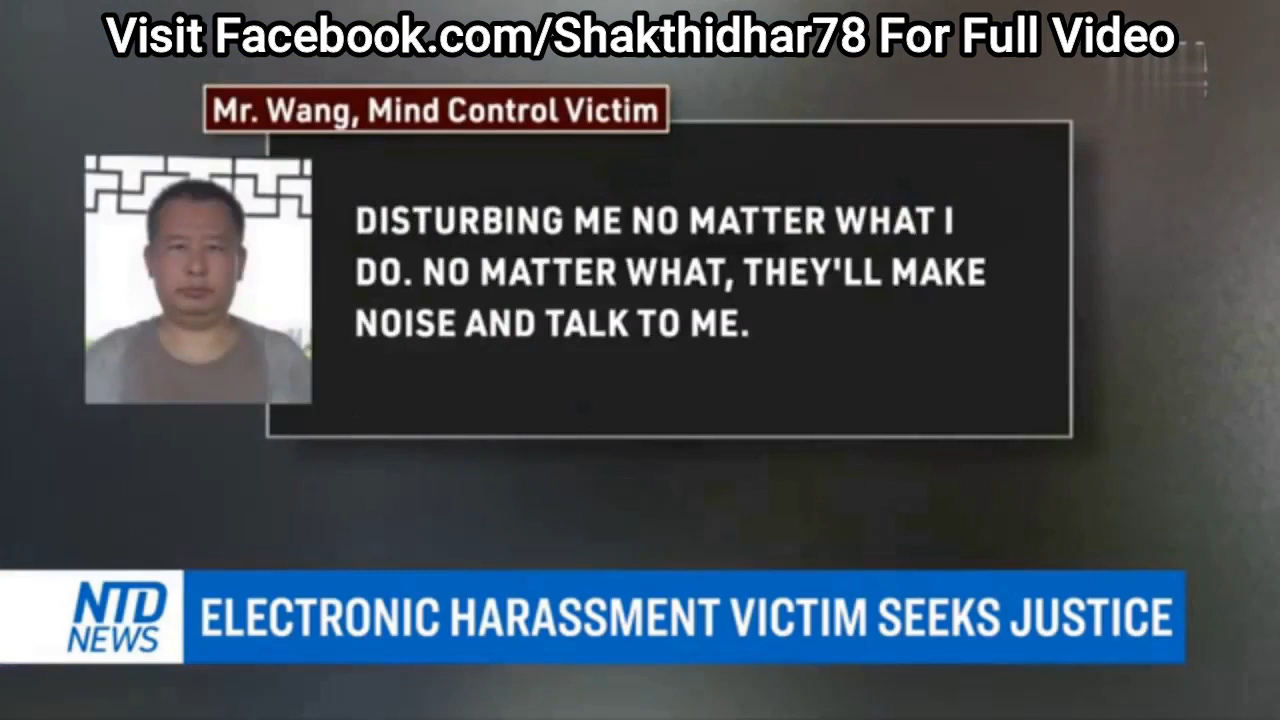 Visit Facebook.com/Shakthidhar78 For Full Video
Mr. Wang, Mind Control Victim
DISTURBING ME NO MATTER WHAT I
DO. NO MATTER WHAT, THEY'LL MAKE
NOISE AND TALK TO ME.
NTD
NEWS
ELECTRONIC HARASSMENT VICTIM SEEKS JUSTICE